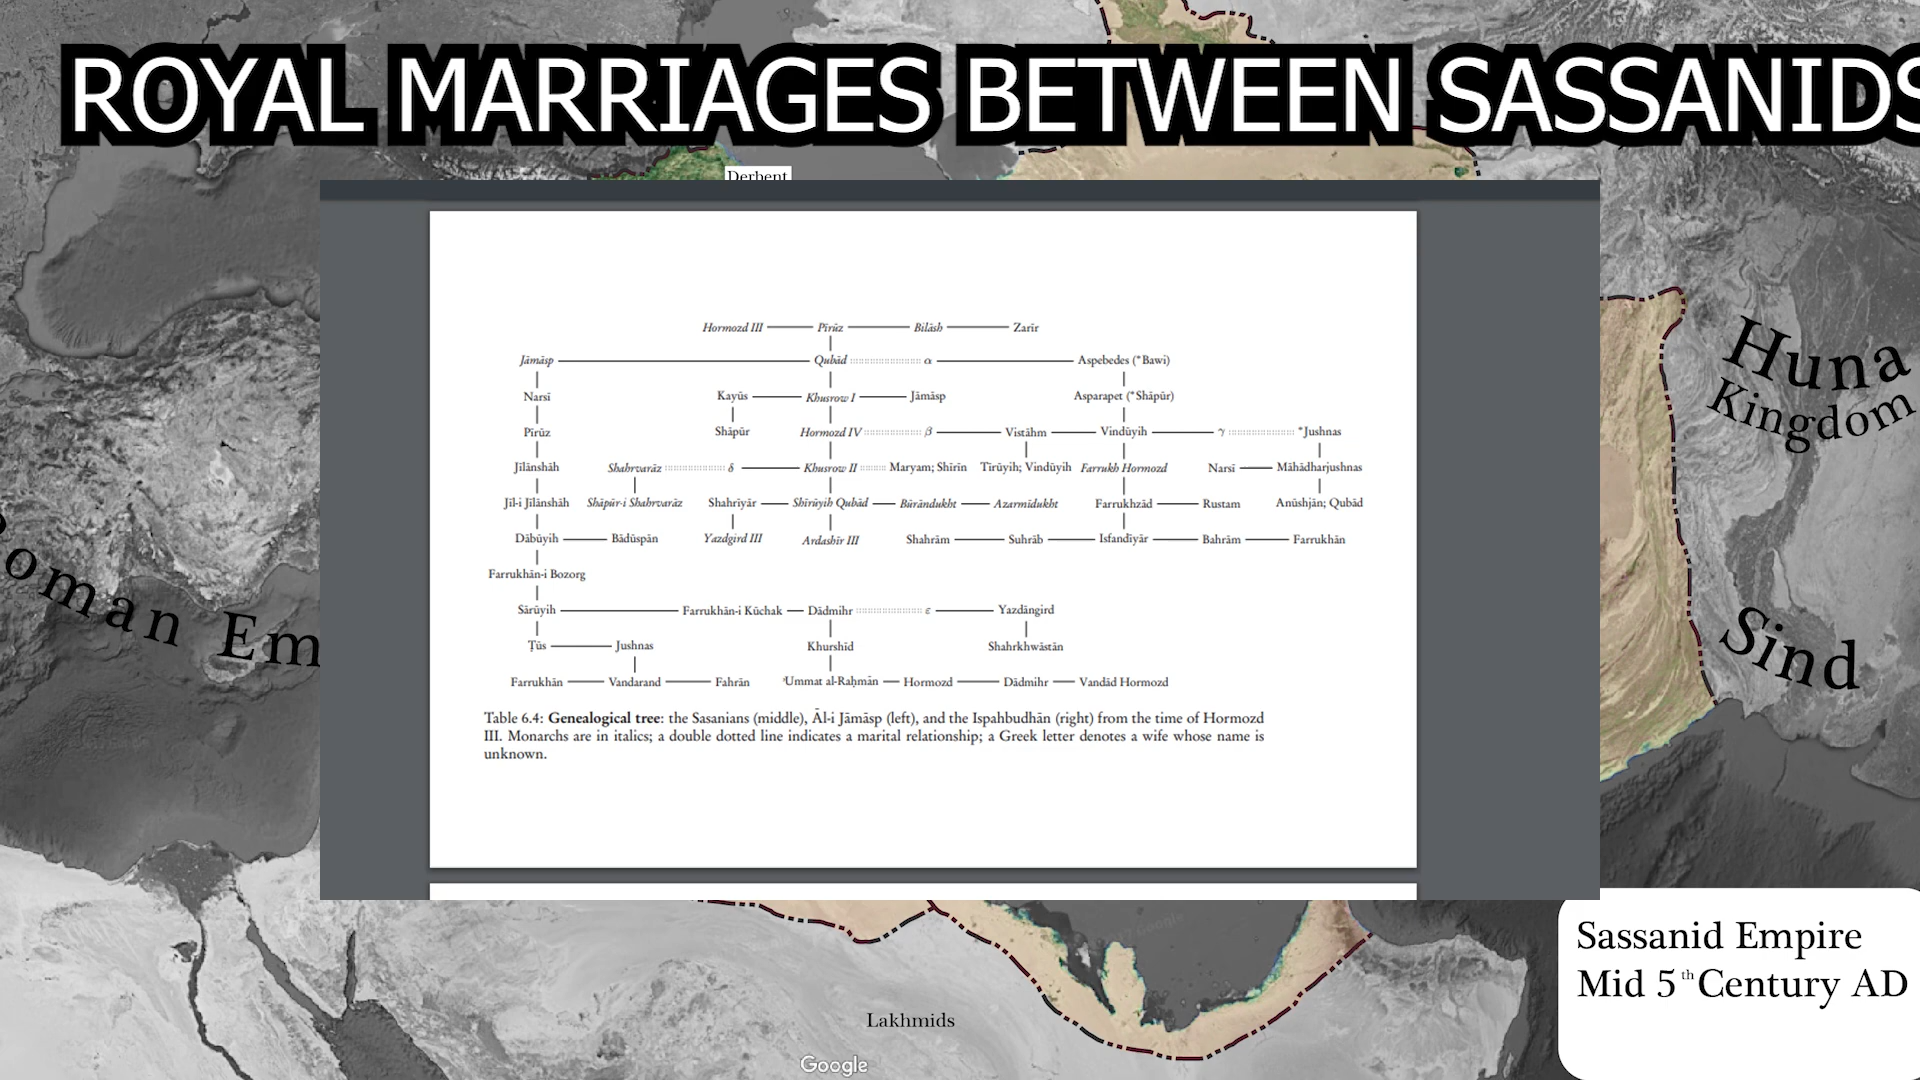 ROYAL MARRIAGES BETWEEN SASSANIDS
Derbent
Hormozd III Pīrūz Bilāsh Zarīr
Jāmāsp Qubād α Aspebedes (*Bawi)
Narsī Kayūs Khusrow I Jāmāsp Asparapet (*Shāpūr)
Pīrūz Shāpūr Hormozd IV β Vistāhm Vindūyih γ *Jushnas
Jīlānshāh Shahrvarāz δ Khusrow II Maryam; Shīrīn Tīrūyih; Vindūyih Farrukh Hormozd Narsī Māhādharjushnas
Jīl-i Jīlānshāh Shāpūr-i Shahrvarāz Shahrīyār Shīrūyih Qubād Būrāndukht Azarmīdukht Farrukhzād Rustam Anūshjān; Qubād
Dābūyih Bādūspān Yazdgird III Ardashīr III Shahrām Suhrāb Isfandīyār Bahrām Farrukhān
Farrukhān-i Bozorg
Sārūyih Farrukhān-i Kūchak Dādmihr ε Yazdāngird
Ṭūs Jushnas Khurshīd Shahrkhwāstān
Farrukhān Vandarand Fahrān ʾUmmat al-Raḥmān Hormozd Dādmihr Vandād Hormozd
Table 6.4: Genealogical tree: the Sasanians (middle), Āl-i Jāmāsp (left), and the Ispahbudhān (right) from the time of Hormozd
III. Monarchs are in italics; a double dotted line indicates a marital relationship; a Greek letter denotes a wife whose name is
unknown.
Huna
Kingdom
oman Em
Sind
Sassanid Empire
Mid 5th Century AD
Lakhmids
Google